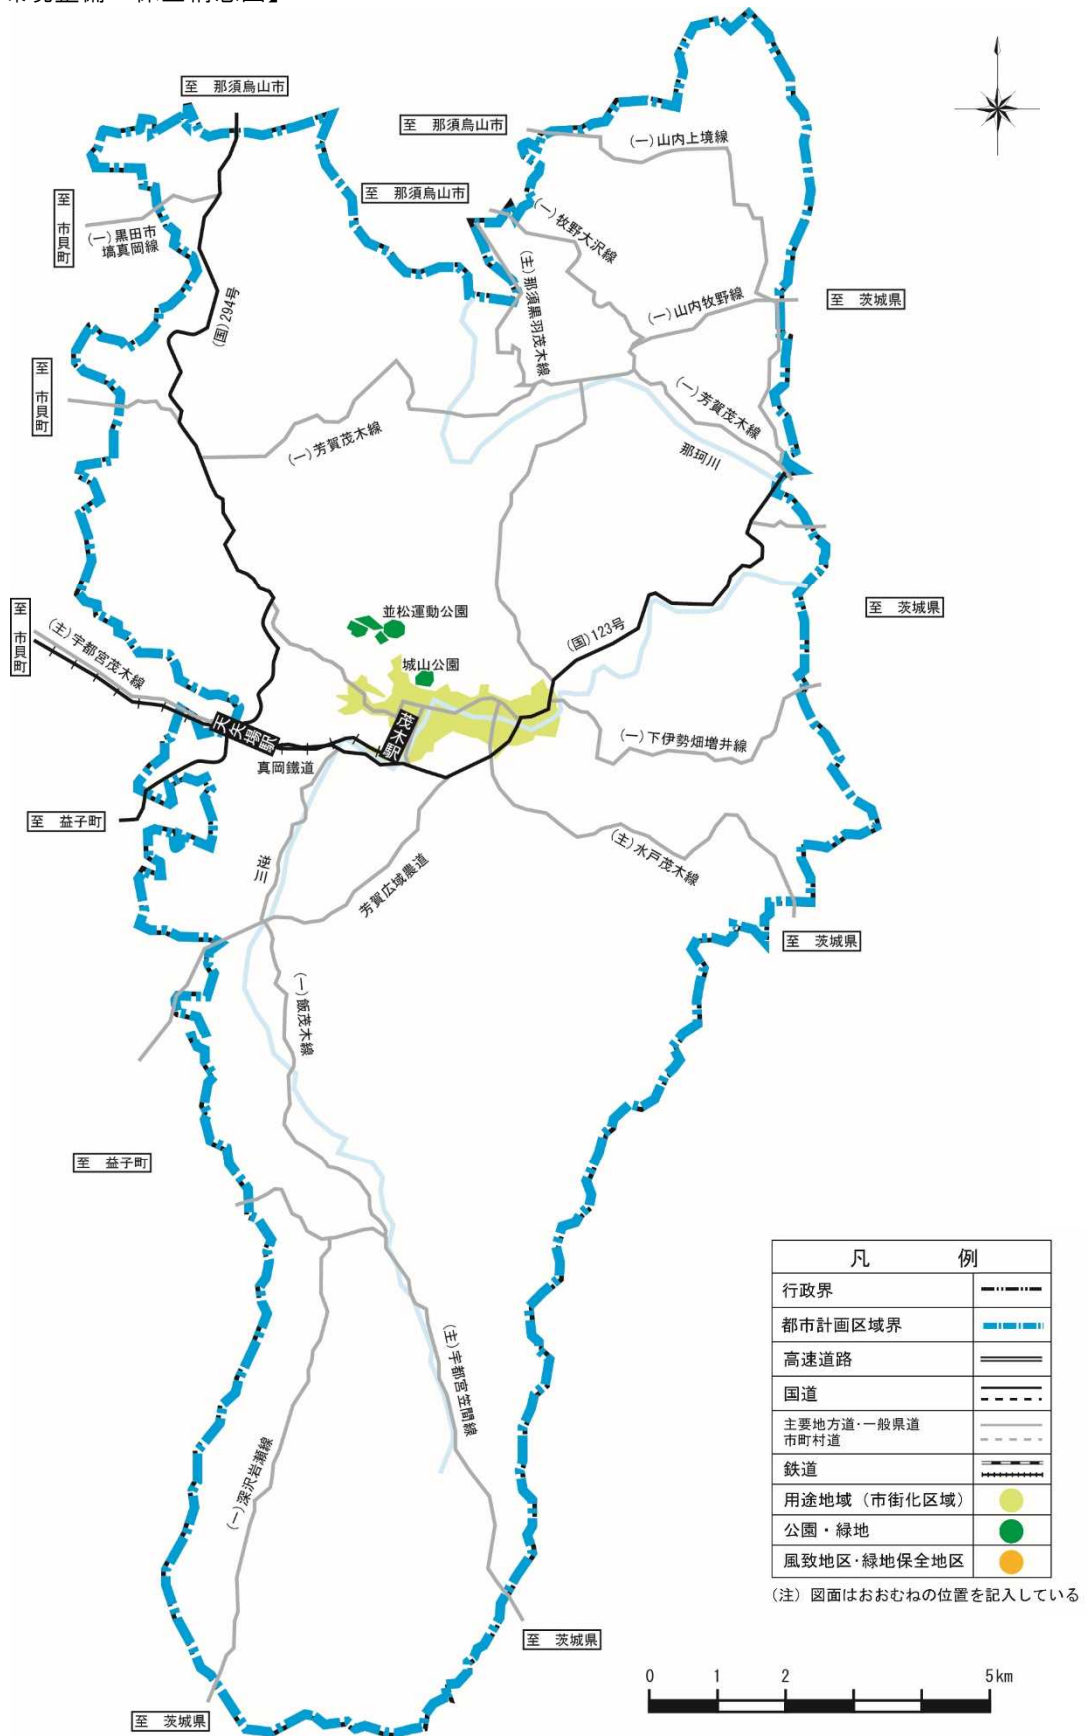 至 那須烏山市
至 那須烏山市
(一)山内上境線
至 那須烏山市
至 市貝町
(一)黒田市
塙真岡線
(一)牧野大沢線
(主)那須黒羽茂木線
(国)294号
(一)山内牧野線
至 茨城県
至 市貝町
(一)芳賀茂木線
(一)芳賀茂木線
那珂川
至 市貝町
(主)宇都宮茂木線
並松運動公園
城山公園
(国)123号
至 茨城県
天矢場駅
茂木駅
真岡鐵道
(一)下伊勢畑増井線
至 益子町
逆川
芳賀広域農道
(主)水戸茂木線
至 茨城県
(一)飯茂木線
至 益子町
(主)宇都宮笠間線
(一)深沢岩瀬線
至 茨城県
至 茨城県
凡 例
行政界
都市計画区域界
高速道路
国道
主要地方道・一般県道
市町村道
鉄道
用途地域（市街化区域）
公園・緑地
風致地区・緑地保全地区
(注) 図面はおおむねの位置を記入している
0 1 2 5km